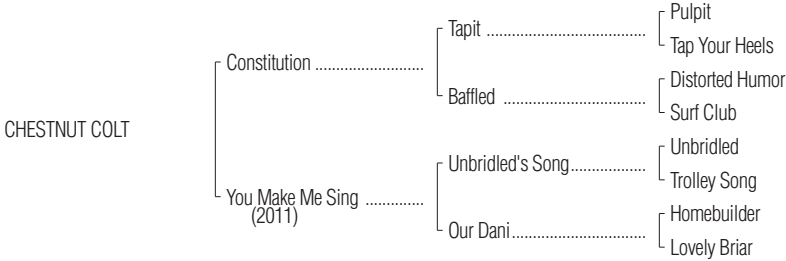 Pulpit
Tapit ......................................
Tap Your Heels
Constitution ..........................
Distorted Humor
Baffled ..................................
Surf Club
CHESTNUT COLT
Unbridled
Unbridled's Song...................
Trolley Song
You Make Me Sing ..............
(2011)
Homebuilder
Our Dani................................
Lovely Briar